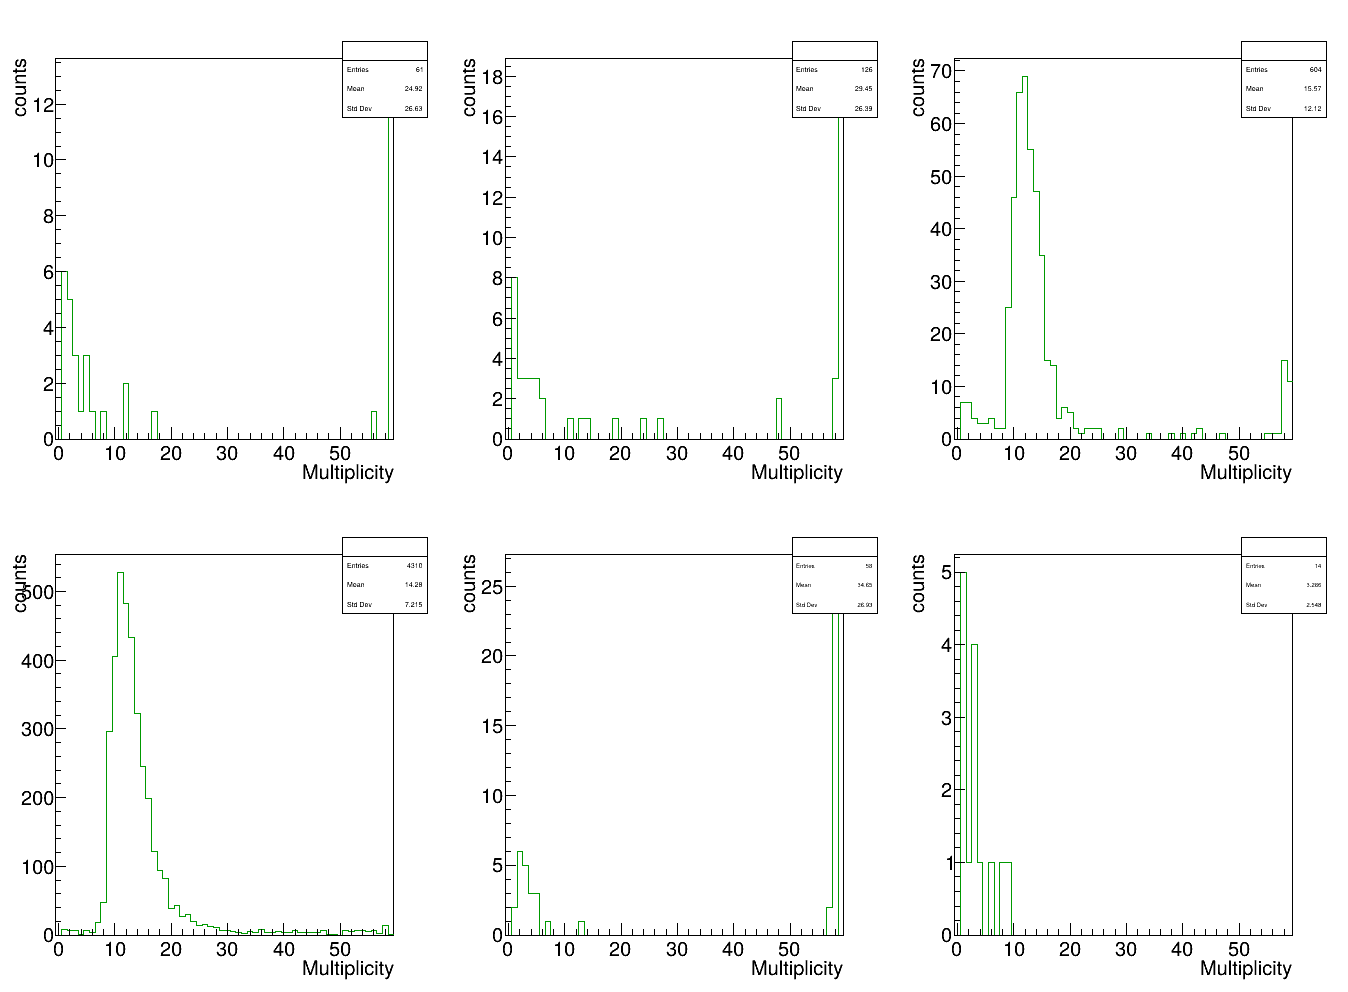 counts
Entries 61
Mean 24.92
Std Dev 26.63
12
10
8
6
4
2
0
0 10 20 30 40 50
Multiplicity
counts
Entries 126
Mean 29.45
Std Dev 26.39
18
16
14
12
10
8
6
4
2
0
0 10 20 30 40 50
Multiplicity
counts
Entries 604
Mean 15.57
Std Dev 12.12
70
60
50
40
30
20
10
0
0 10 20 30 40 50
Multiplicity
counts
Entries 4310
Mean 14.29
Std Dev 7.215
500
400
300
200
100
0
0 10 20 30 40 50
Multiplicity
counts
Entries 58
Mean 34.65
Std Dev 26.93
25
20
15
10
5
0
0 10 20 30 40 50
Multiplicity
counts
Entries 14
Mean 3.286
Std Dev 2.548
5
4
3
2
1
0
0 10 20 30 40 50
Multiplicity